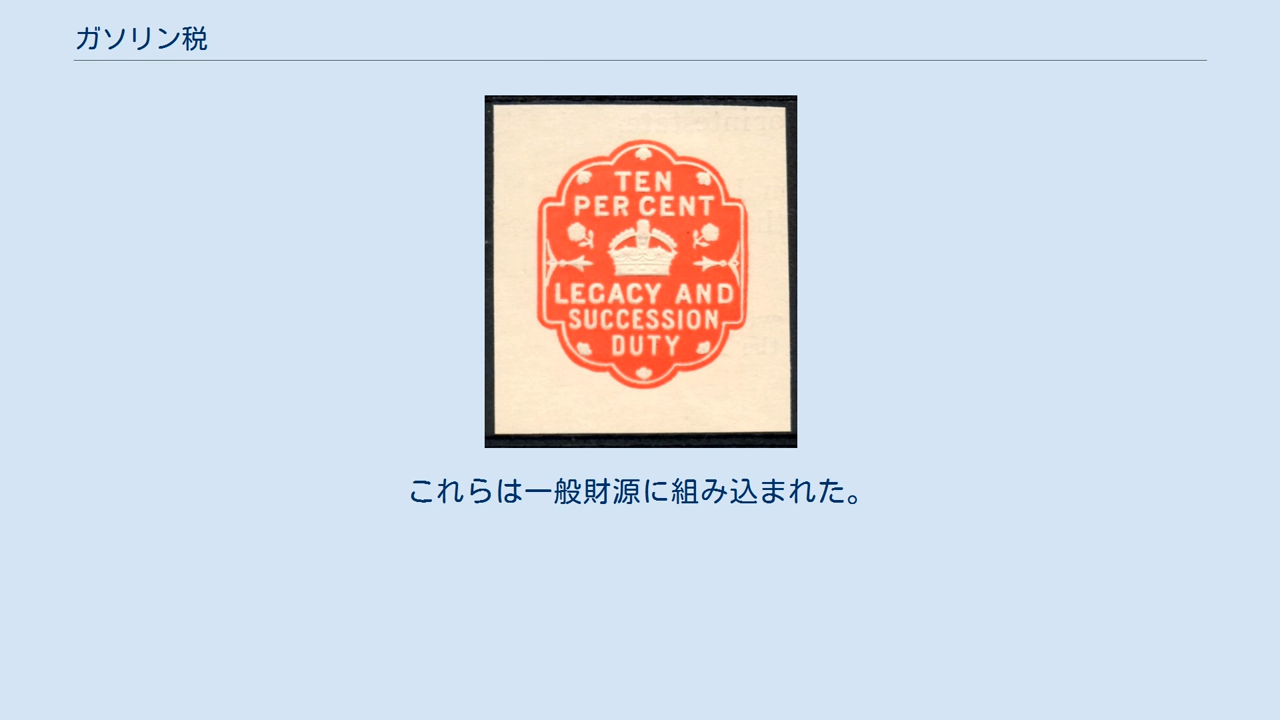 ガソリン税
TEN
PER CENT
LEGACY AND
SUCCESSION
DUTY
これらは一般財源に組み込まれた。